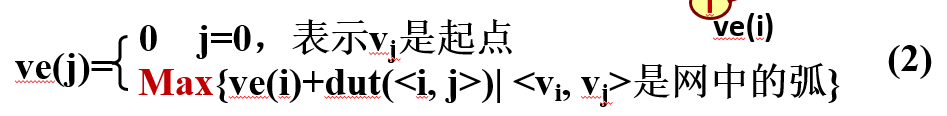 i
ve(i)
0 j=0，表示vj是起点
ve(j)={ (2)
Max{ve(i)+dut(<i, j>)| <vi, vj>是网中的弧}